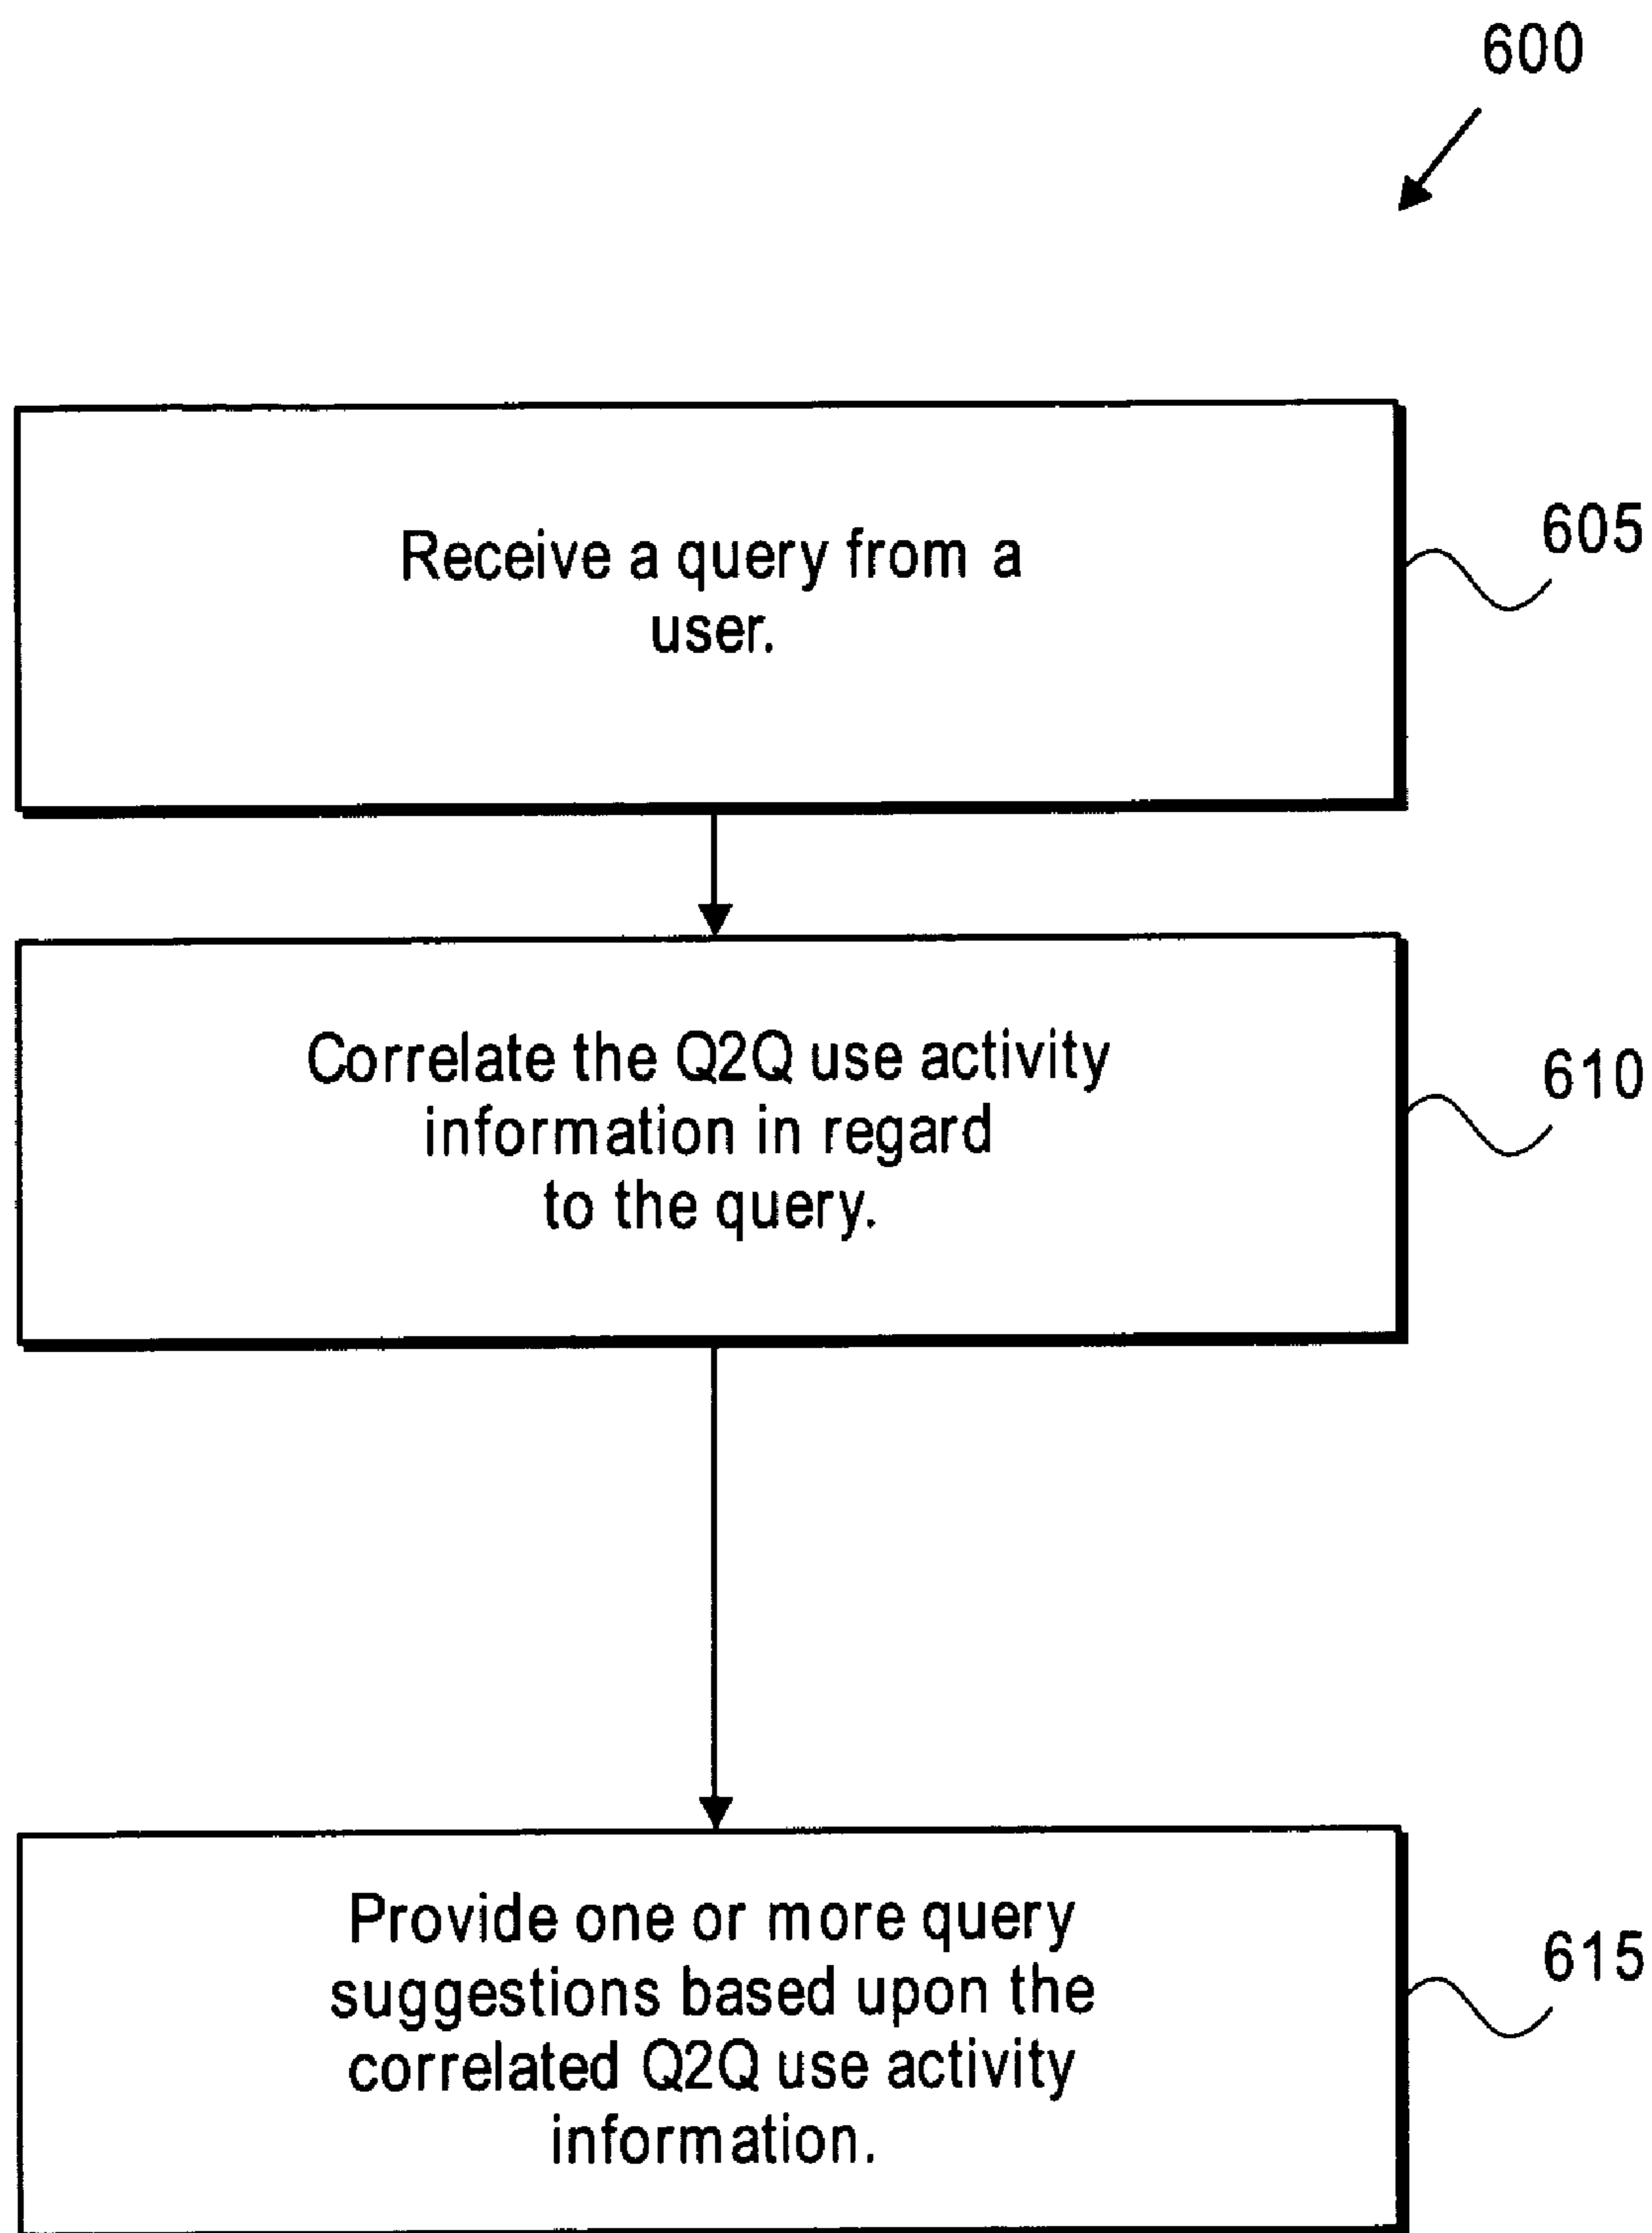 600
Receive a query from a
user.
605
Correlate the Q2Q use activity
information in regard
to the query.
610
Provide one or more query
suggestions based upon the
correlated Q2Q use activity
information.
615